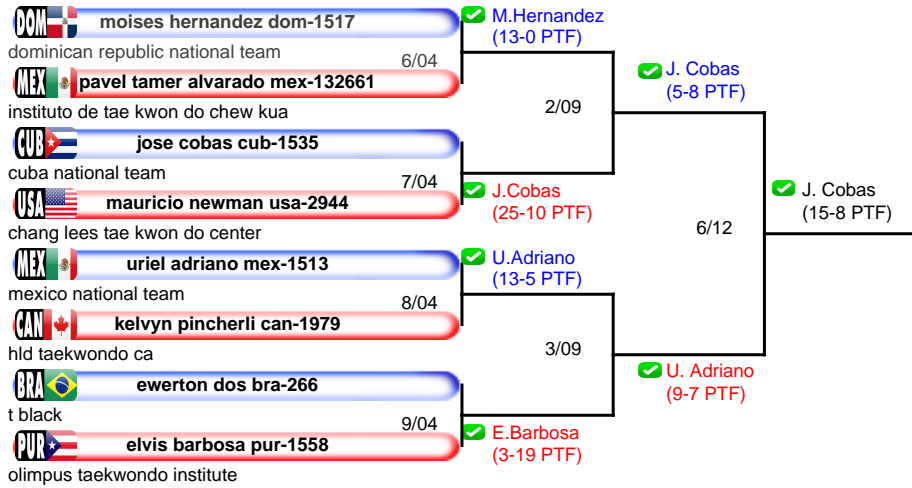 DOM moises hernandez dom-1517
dominican republic national team
6/04
MEX pavel tamer alvarado mex-132661
instituto de tae kwon do chew kua
CUB jose cobas cub-1535
cuba national team
7/04
USA mauricio newman usa-2944
chang lees tae kwon do center
MEX uriel adriano mex-1513
mexico national team
8/04
CAN kelvyn pincherli can-1979
hld taekwondo ca
BRA ewerton dos bra-266
t black
9/04
PUR elvis barbosa pur-1558
olimpus taekwondo institute
M.Hernandez
(13-0 PTF)
2/09
J.Cobas
(25-10 PTF)
U.Adriano
(13-5 PTF)
3/09
E.Barbosa
(3-19 PTF)
J. Cobas
(5-8 PTF)
6/12
U. Adriano
(9-7 PTF)
J. Cobas
(15-8 PTF)